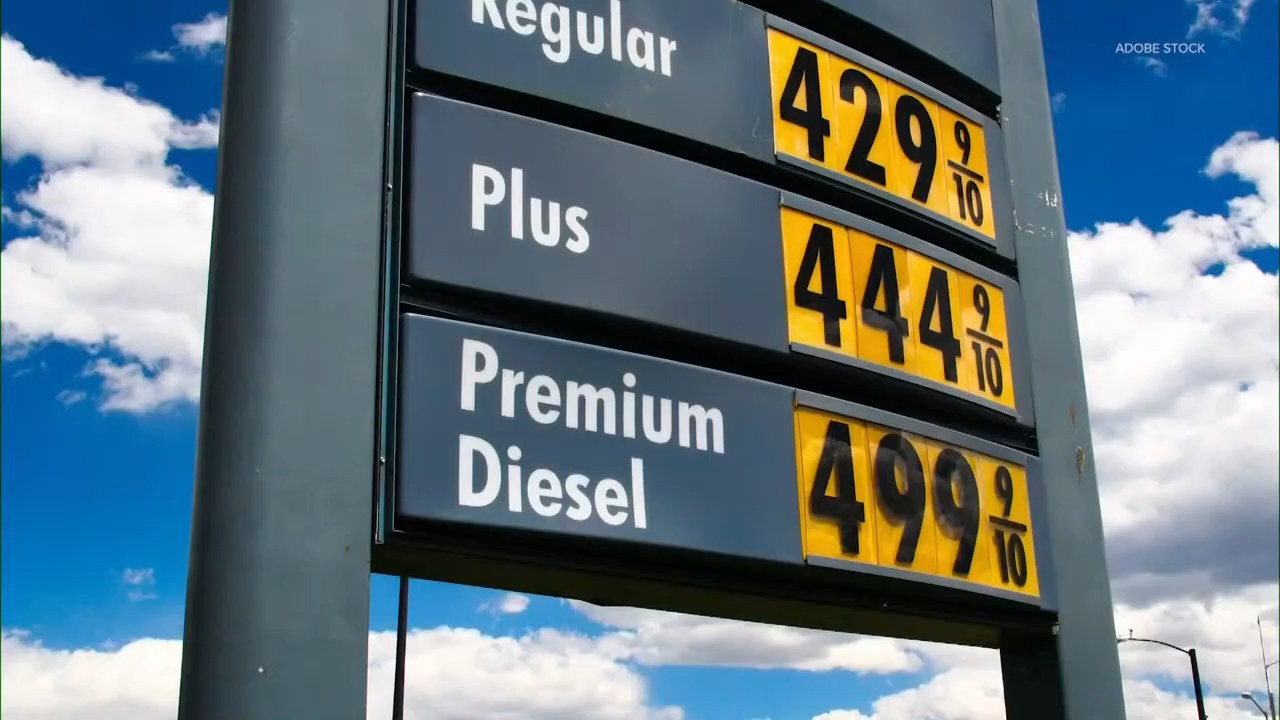 ADOBE STOCK
Regular 429 9/10
Plus 444 9/10
Premium
Diesel 499 9/10